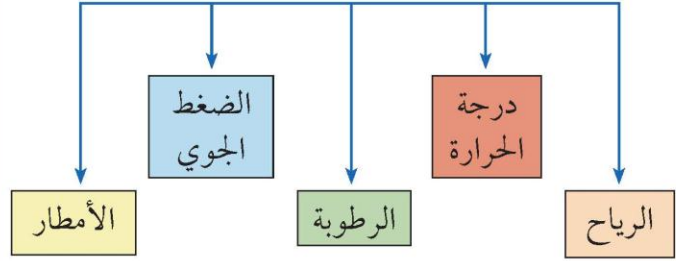 الرياح
درجة
الحرارة
الرطوبة
الضغط
الجوي
الأمطار